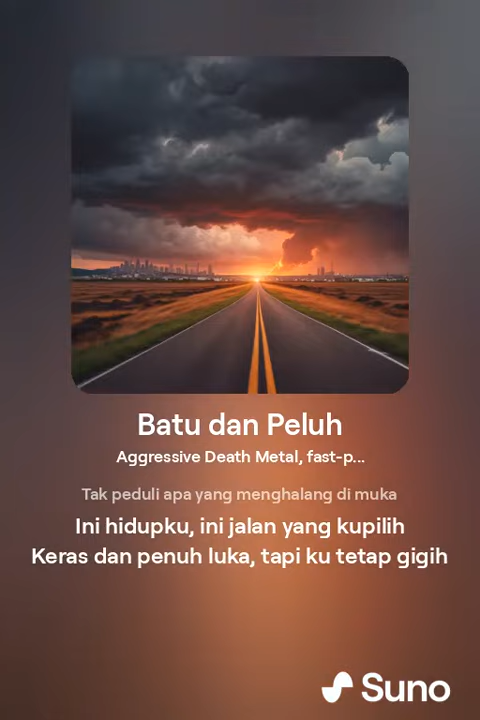 Batu dan Peluh
Aggressive Death Metal, fast-p...
Tak peduli apa yang menghalang di muka
Ini hidupku, ini jalan yang kupilih
Keras dan penuh luka, tapi ku tetap gigih
Suno